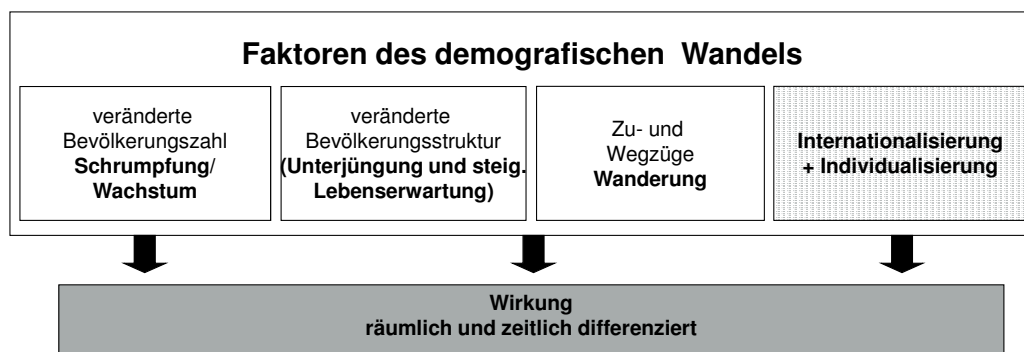 Faktoren des demografischen Wandels
veränderte
Bevölkerungszahl
Schrumpfung/
Wachstum
veränderte
Bevölkerungsstruktur
(Unterjüngung und steig.
Lebenserwartung)
Zu- und
Wegzüge
Wanderung
Internationalisierung
+ Individualisierung
Wirkung
räumlich und zeitlich differenziert